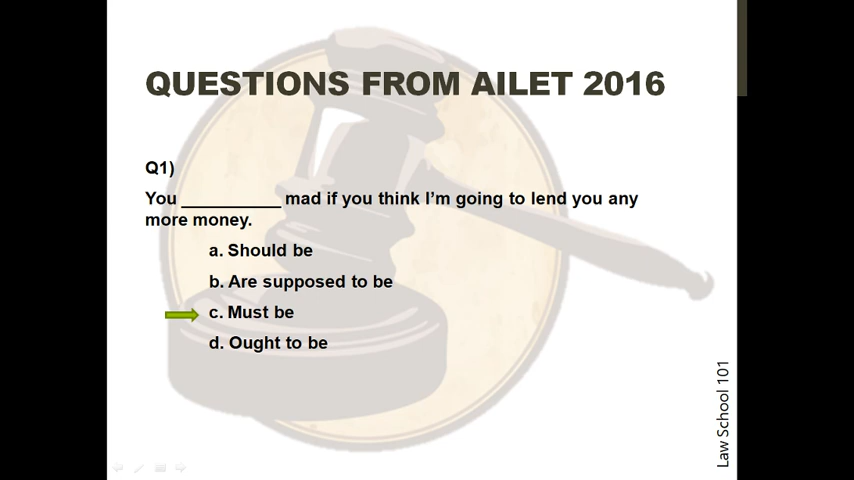 QUESTIONS FROM AILET 2016
Q1)
You __________ mad if you think I’m going to lend you any
more money.
a. Should be
b. Are supposed to be
c. Must be
d. Ought to be
Law School 101